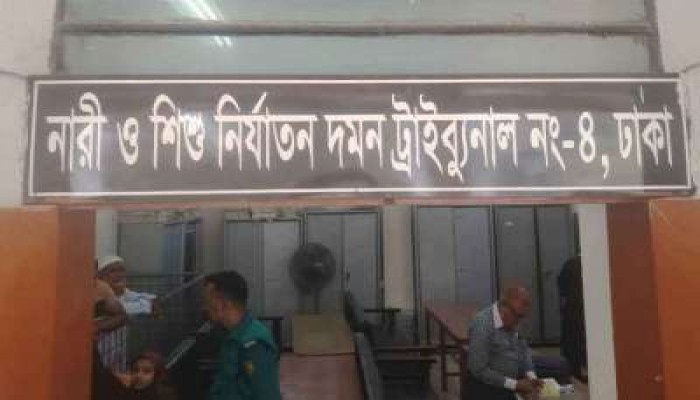 নারী ও শিশু নির্যাতন দমন ট্রাইব্যুনাল নং-৪, ঢাকা